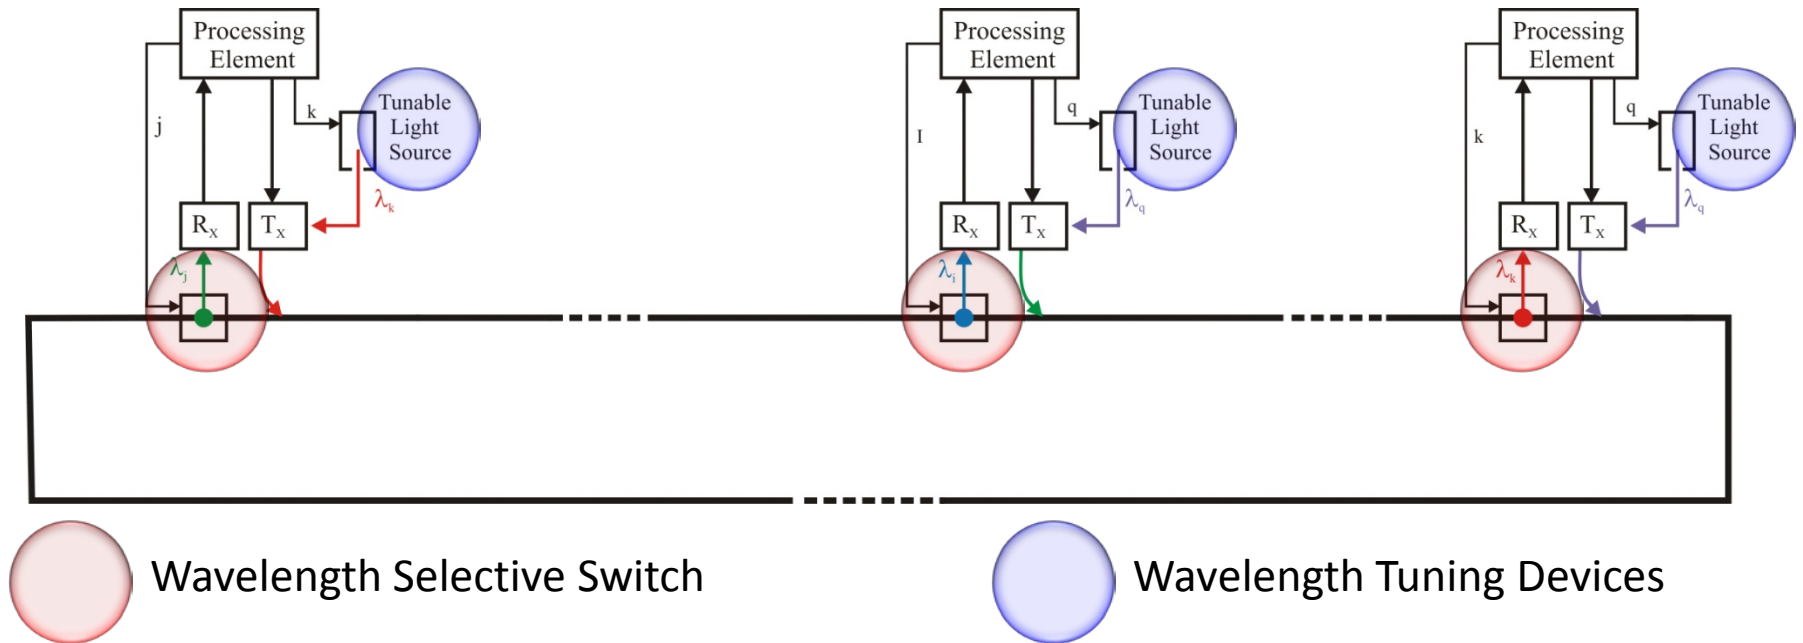 Processing
Element
j
k
Tunable
Light
Source
λk
Rx
Tx
λj
Processing
Element
I
q
Tunable
Light
Source
λq
Rx
Tx
λi
Processing
Element
k
q
Tunable
Light
Source
λq
Rx
Tx
λk
Wavelength Selective Switch
Wavelength Tuning Devices